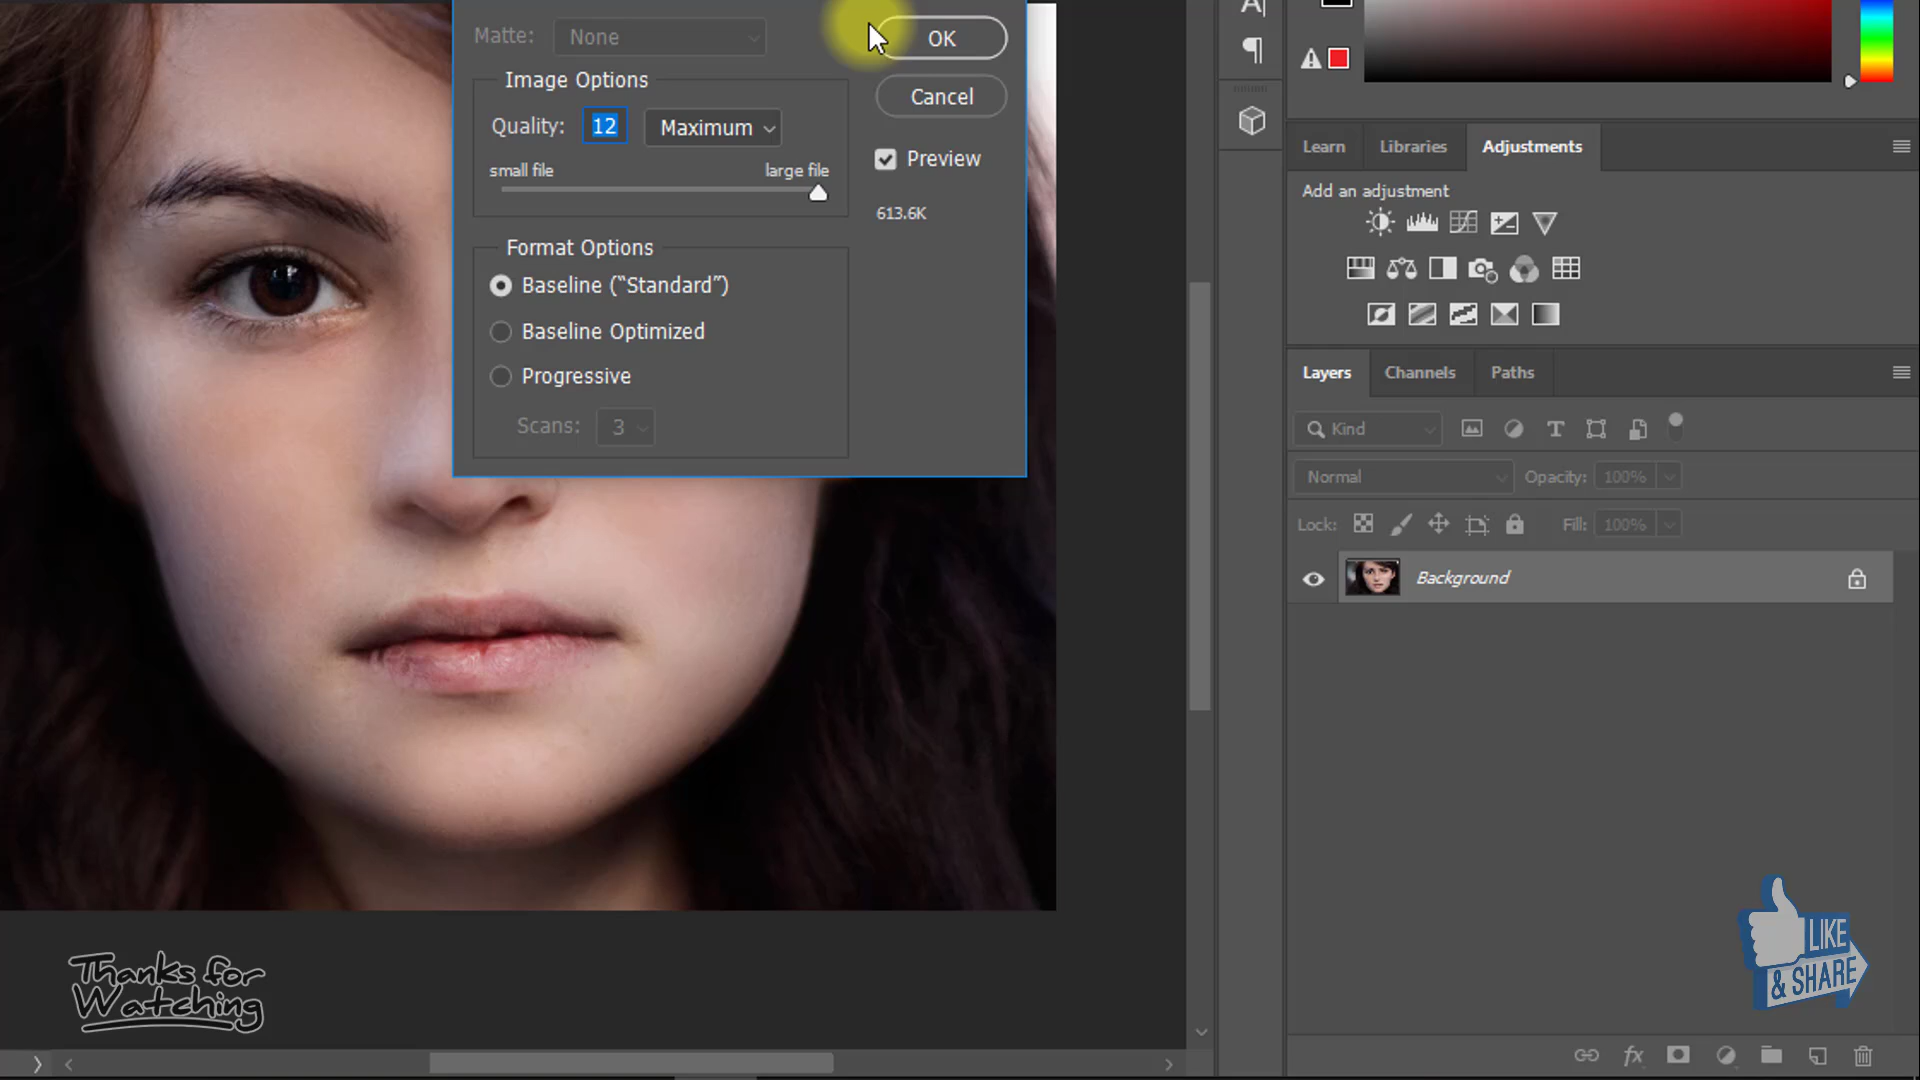 Matte: None
OK
Image Options
Cancel
Quality: 12 Maximum
Preview
small file large file
613.6K
Format Options
Baseline (“Standard”)
Baseline Optimized
Progressive
Scans: 3
A
Learn Libraries Adjustments
Add an adjustment
Layers Channels Paths
Kind
Normal Opacity: 100%
Lock: Fill: 100%
Background
fx
Thanks for
Watching
LIKE
& SHARE